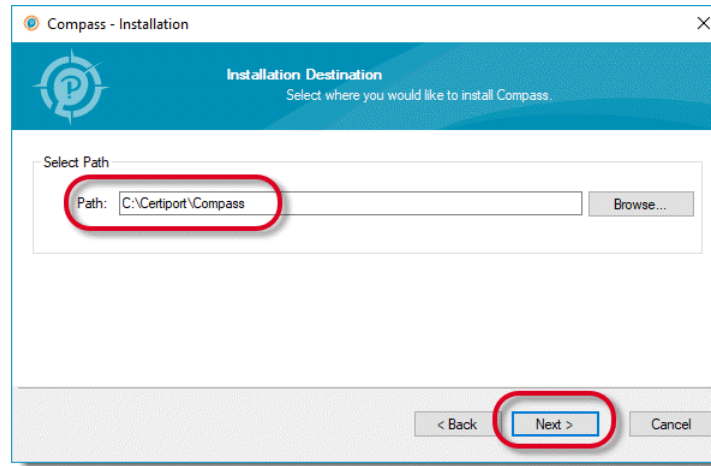 Compass - Installation
Installation Destination
Select where you would like to install Compass.
Select Path
Path: C:\Certiport\Compass Browse...
< Back Next > Cancel